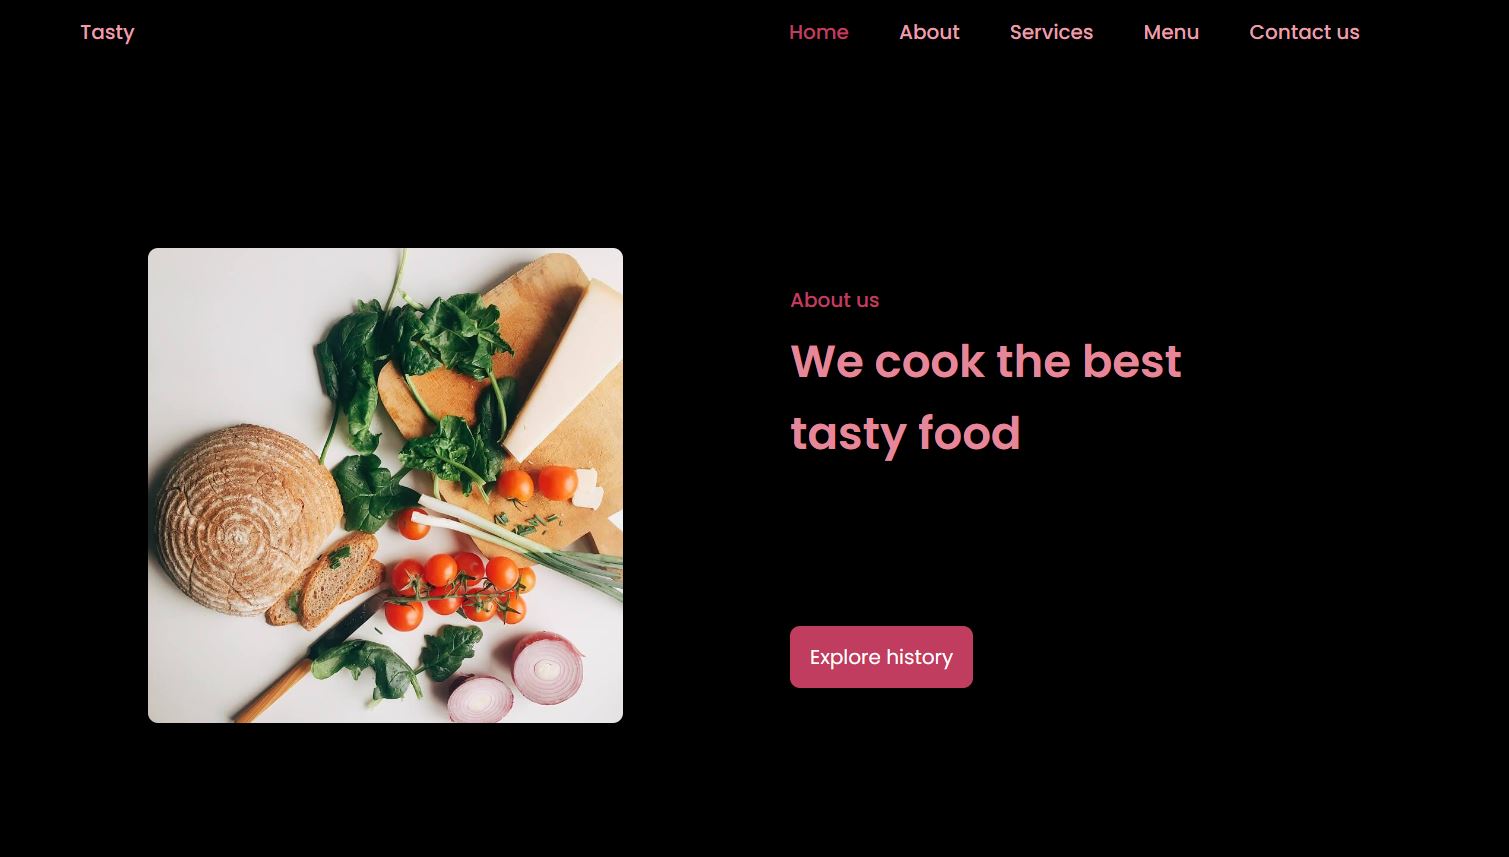 Tasty
Home
About
Services
Menu
Contact us
About us
We cook the best
tasty food
Explore history